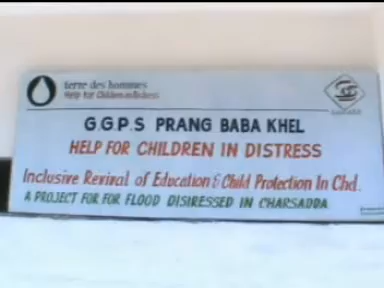 terre des hommes
Help for Children in Distress
G.G.P.S PRANG BABA KHEL
HELP FOR CHILDREN IN DISTRESS
Inclusive Revival of Education & Child Protection In Chd.
A PROJECT FOR FOR FLOOD DISIRESSED IN CHARSADDA